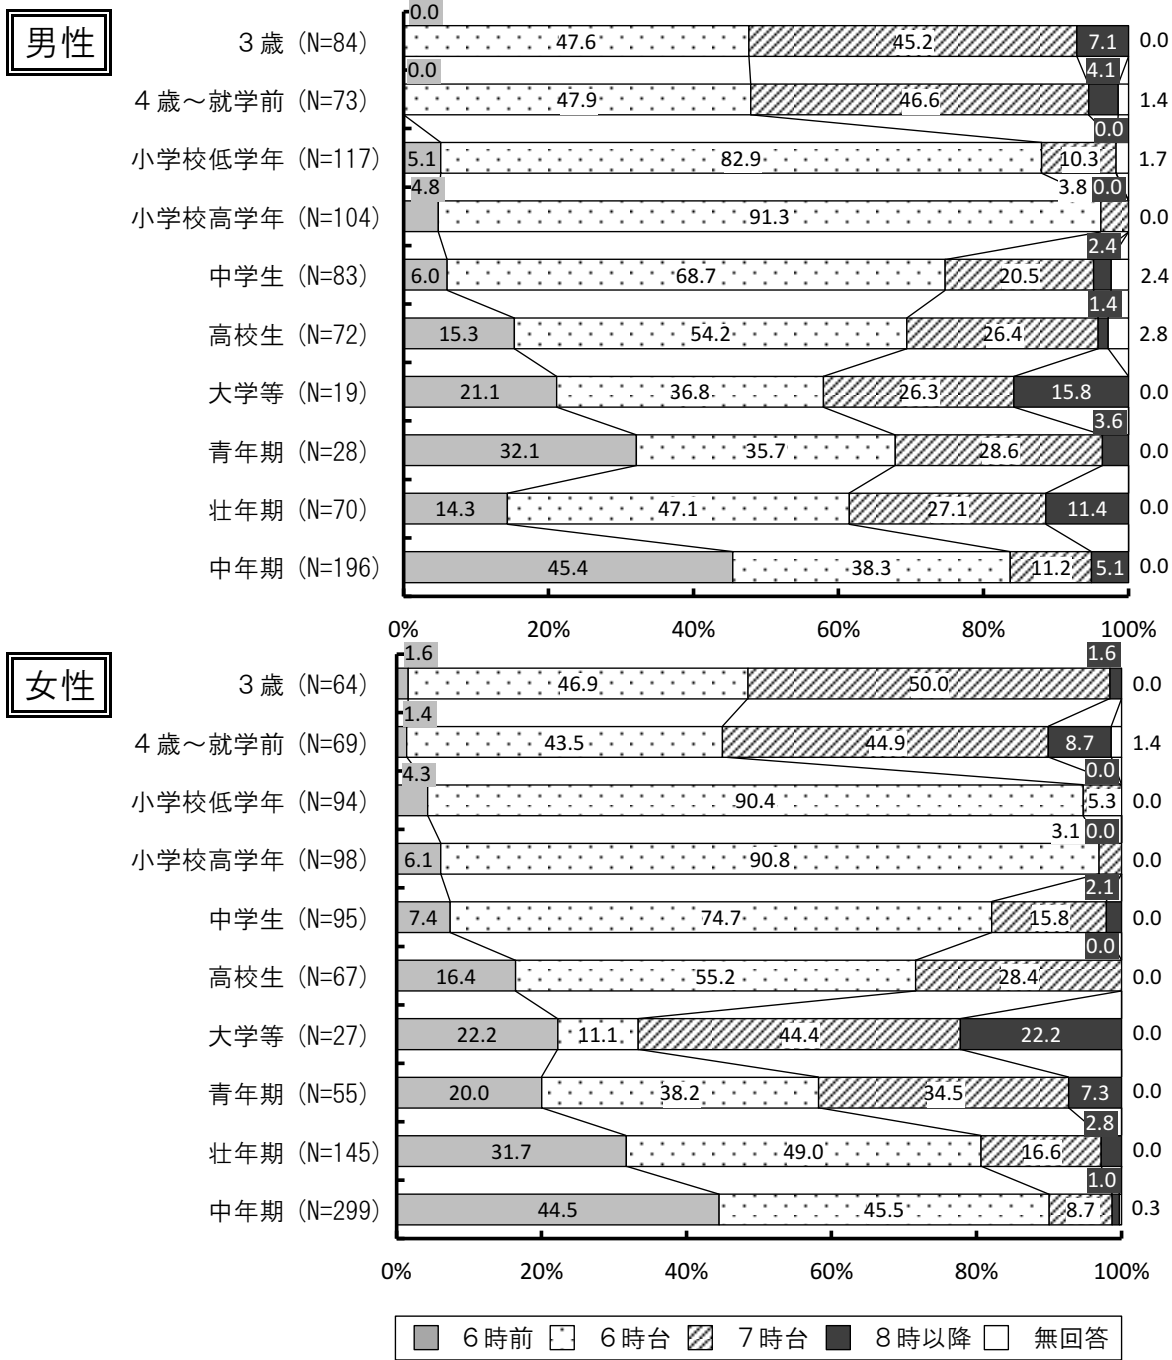 男性
0.0
3歳（N=84） 47.6 45.2 7.1 0.0
0.0 4.1
4歳～就学前（N=73） 47.9 46.6 1.4
0.0
小学校低学年（N=117） 5.1 82.9 10.3 1.7
4.8 3.8 0.0
小学校高学年（N=104） 91.3 0.0
2.4
中学生（N=83） 6.0 68.7 20.5 2.4
1.4
高校生（N=72） 15.3 54.2 26.4 2.8
大学等（N=19） 21.1 36.8 26.3 15.8 0.0
3.6
青年期（N=28） 32.1 35.7 28.6 0.0
壮年期（N=70） 14.3 47.1 27.1 11.4 0.0
中年期（N=196） 45.4 38.3 11.2 5.1 0.0
0% 20% 40% 60% 80% 100%
女性
1.6 1.6
3歳（N=64） 46.9 50.0 0.0
1.4
4歳～就学前（N=69） 43.5 44.9 8.7 1.4
4.3 0.0
小学校低学年（N=94） 90.4 5.3 0.0
3.1 0.0
小学校高学年（N=98） 6.1 90.8 0.0
2.1
中学生（N=95） 7.4 74.7 15.8 0.0
0.0
高校生（N=67） 16.4 55.2 28.4 0.0
大学等（N=27） 22.2 11.1 44.4 22.2 0.0
青年期（N=55） 20.0 38.2 34.5 7.3 0.0
2.8
壮年期（N=145） 31.7 49.0 16.6 0.0
1.0
中年期（N=299） 44.5 45.5 8.7 0.3
0% 20% 40% 60% 80% 100%
6時前 6時台 7時台 8時以降 無回答